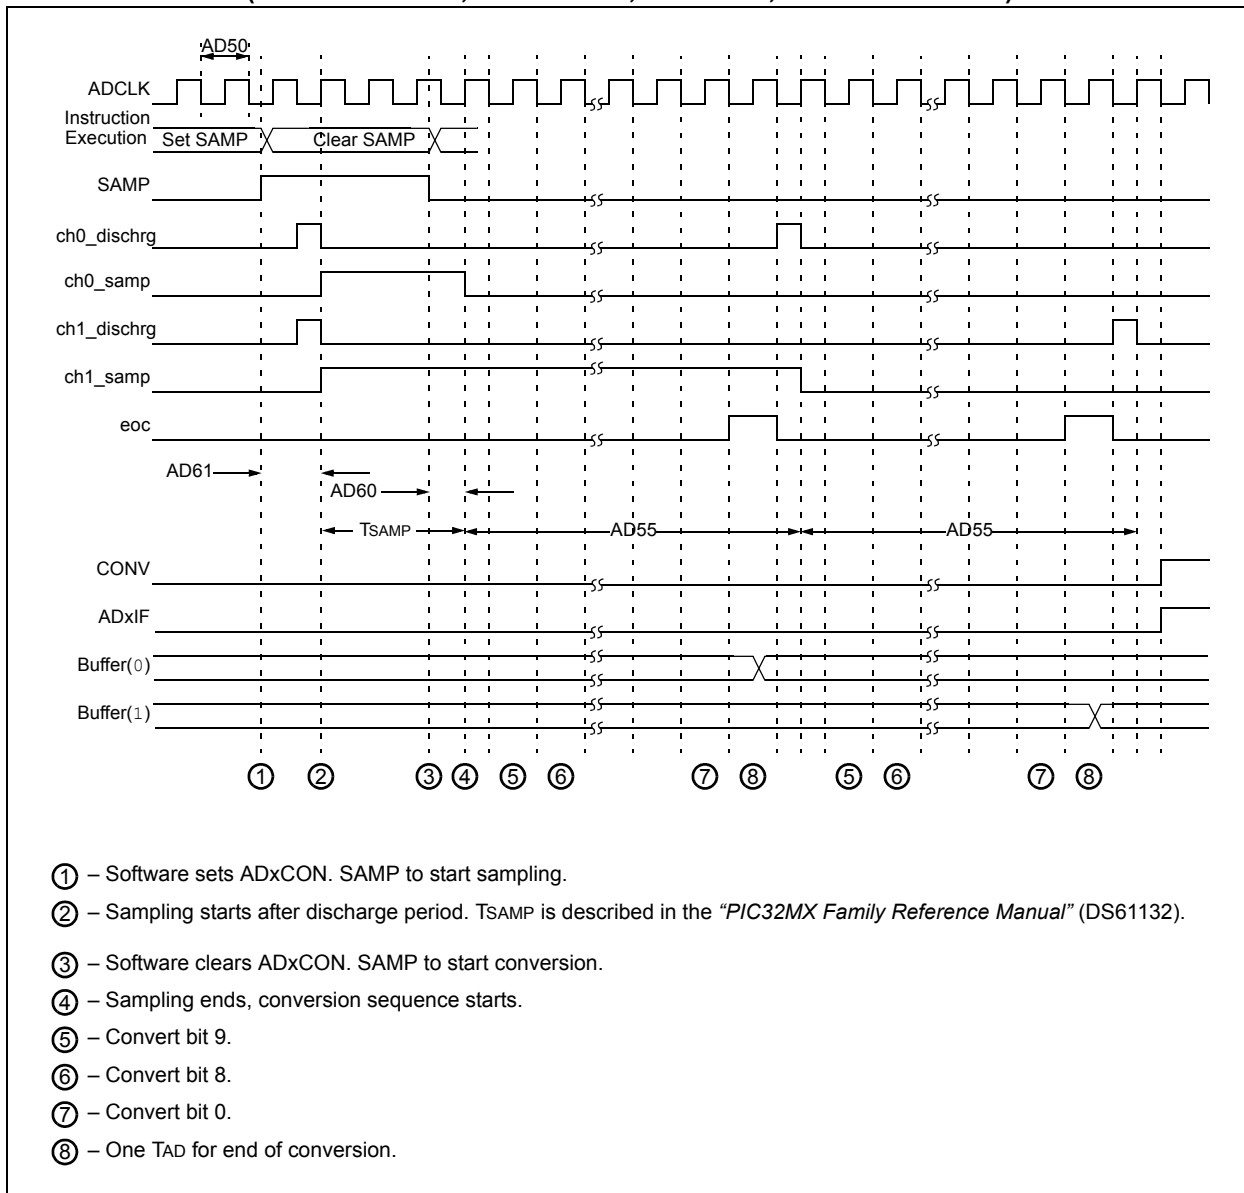 AD50
ADCLK
Instruction
Execution
Set SAMP
Clear SAMP
SAMP
ch0_dischrg
ch0_samp
ch1_dischrg
ch1_samp
eoc
AD61
AD60
TSAMP
AD55
AD55
CONV
ADxIF
Buffer(0)
Buffer(1)
1 2 3 4 5 6 7 8 5 6 7 8
1 – Software sets ADxCON. SAMP to start sampling.
2 – Sampling starts after discharge period. TSAMP is described in the “PIC32MX Family Reference Manual” (DS61132).
3 – Software clears ADxCON. SAMP to start conversion.
4 – Sampling ends, conversion sequence starts.
5 – Convert bit 9.
6 – Convert bit 8.
7 – Convert bit 0.
8 – One TAD for end of conversion.